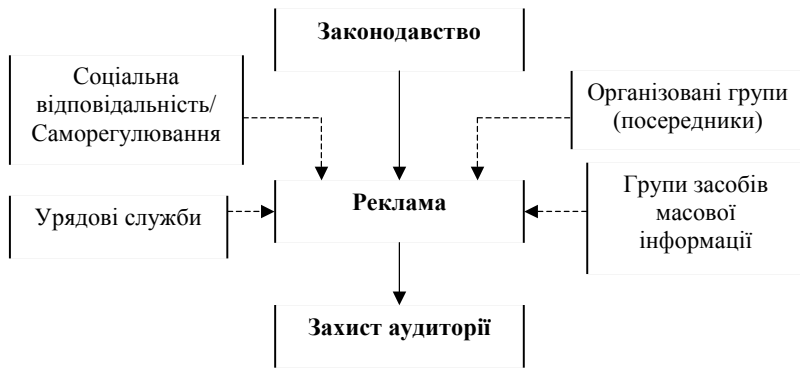 Законодавство
Соціальна
відповідальність/
Саморегулювання
Організовані групи
(посередники)
Урядові служби
Реклама
Групи засобів
масової
інформації
Захист аудиторії